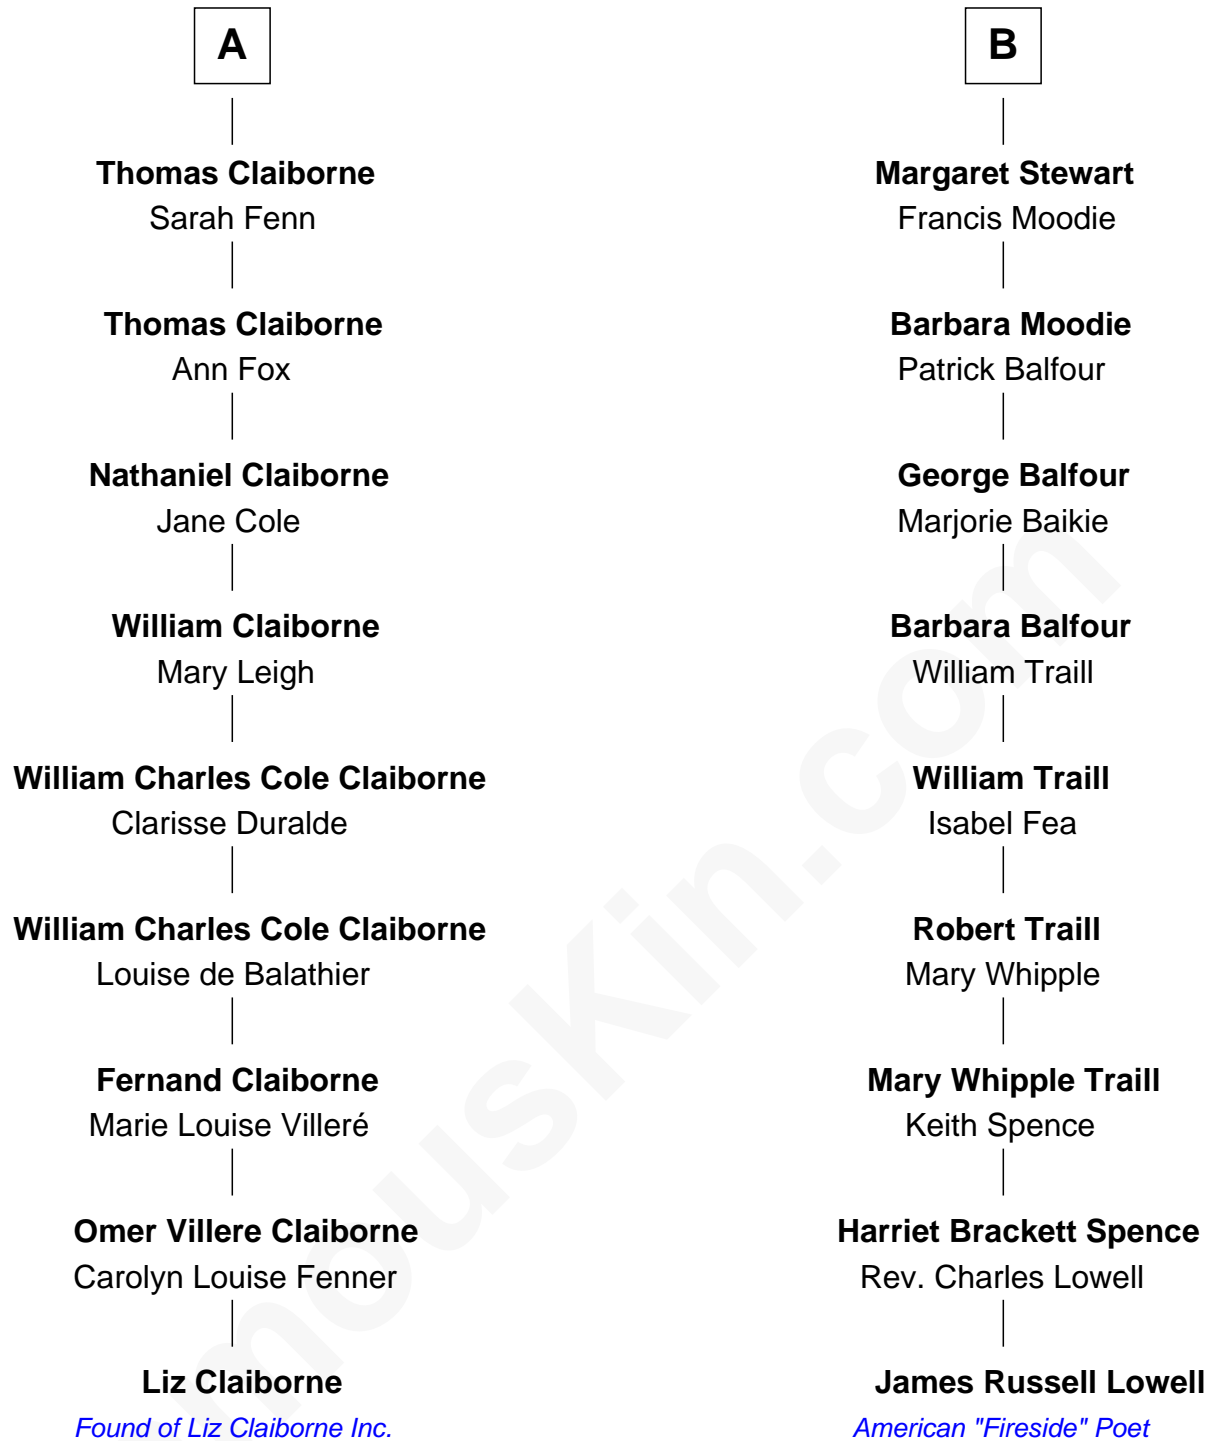 A
Thomas Claiborne
Sarah Fenn
Thomas Claiborne
Ann Fox
Nathaniel Claiborne
Jane Cole
William Claiborne
Mary Leigh
William Charles Cole Claiborne
Clarisse Duralde
William Charles Cole Claiborne
Louise de Balathier
Fernand Claiborne
Marie Louise Villeré
Omer Villere Claiborne
Carolyn Louise Fenner
Liz Claiborne
Found of Liz Claiborne Inc.
B
Margaret Stewart
Francis Moodie
Barbara Moodie
Patrick Balfour
George Balfour
Marjorie Baikie
Barbara Balfour
William Traill
William Traill
Isabel Fea
Robert Traill
Mary Whipple
Mary Whipple Traill
Keith Spence
Harriet Brackett Spence
Rev. Charles Lowell
James Russell Lowell
American "Fireside" Poet
mousKin.com